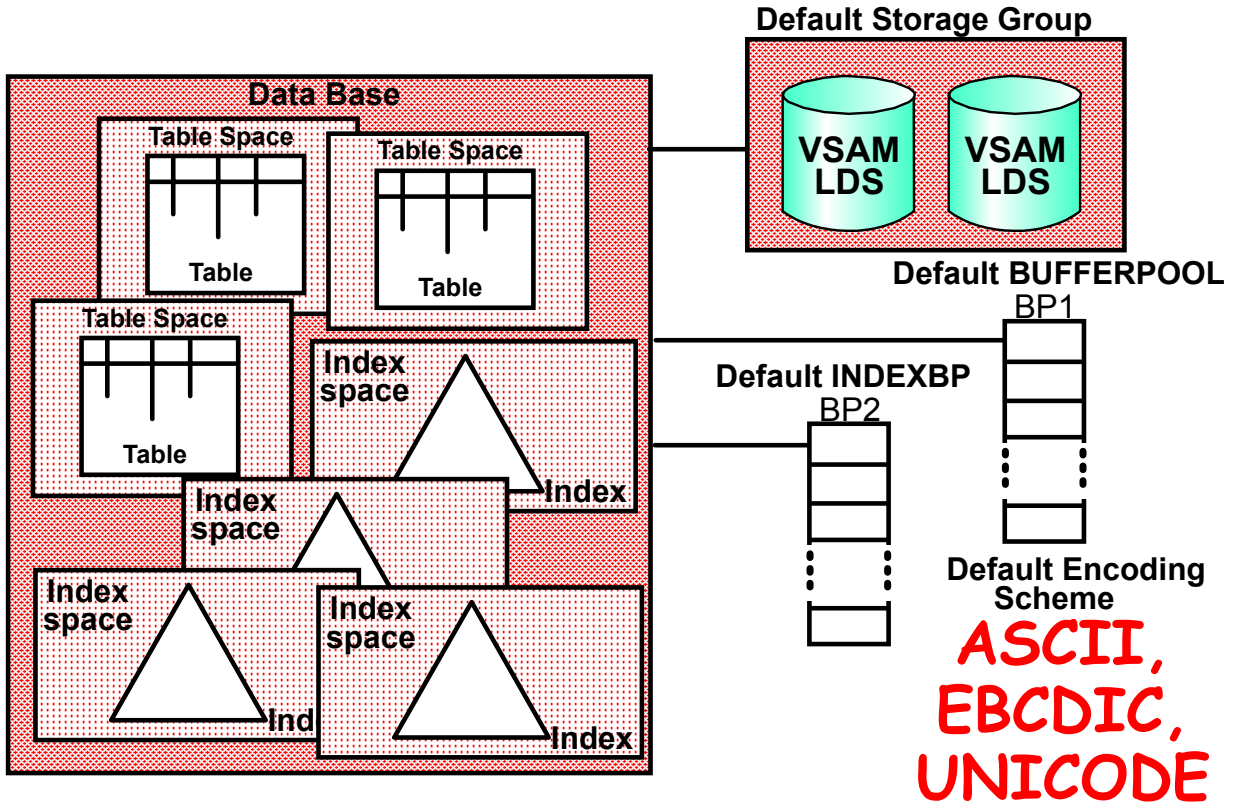 Default Storage Group
VSAM
LDS
VSAM
LDS
Data Base
Table Space
Table
Table Space
Table
Table Space
Table
Index
space
Index
Index
space
Index
space
Ind
Index
space
Index
Default BUFFERPOOL
BP1
Default INDEXBP
BP2
Default Encoding
Scheme
ASCII,
EBCDIC,
UNICODE